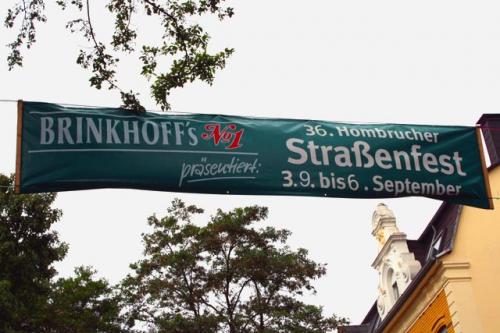 BRINKHOFF's No1
präsentiert:
36. Hombrucher
Straßenfest
3.9. bis 6. September